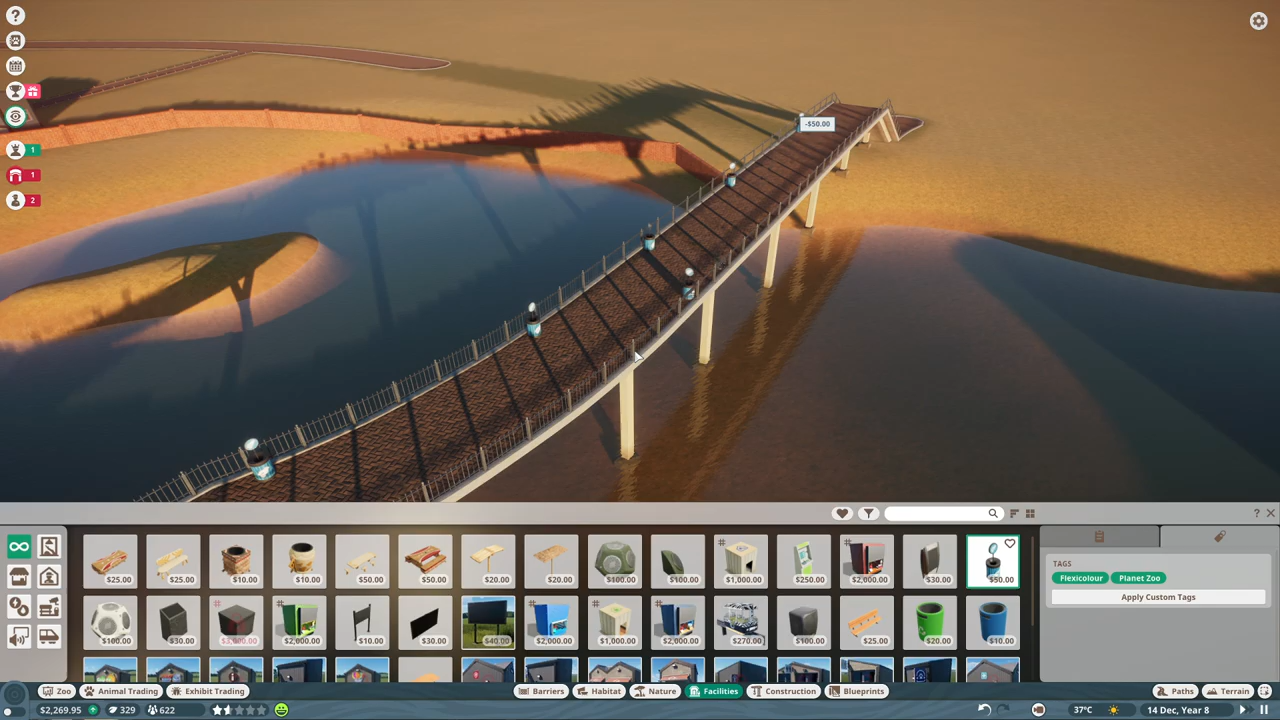 ?
1
1
2
-$50.00
? ×
$25.00 $25.00 $10.00 $10.00 $50.00 $50.00 $20.00 $20.00 $100.00 $100.00 $1,000.00 $250.00 $2,000.00 $30.00 $50.00
$100.00 $30.00 $2,000.00 $10.00 $30.00 $40.00 $2,000.00 $1,000.00 $2,000.00 $270.00 $100.00 $25.00 $20.00 $10.00
TAGS
Flexicolour Planet Zoo
Apply Custom Tags
Zoo Animal Trading Exhibit Trading Barriers Habitat Nature Facilities Construction Blueprints Paths Terrain
$2,269.95 329 622 37°C 14 Dec, Year 8